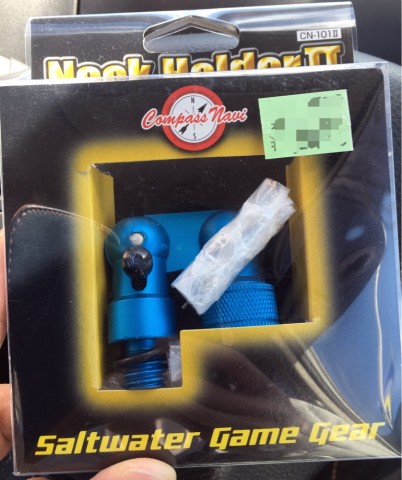 CN-101II
Neck Holder II
Compass Navi
N
S
Saltwater Game Gear